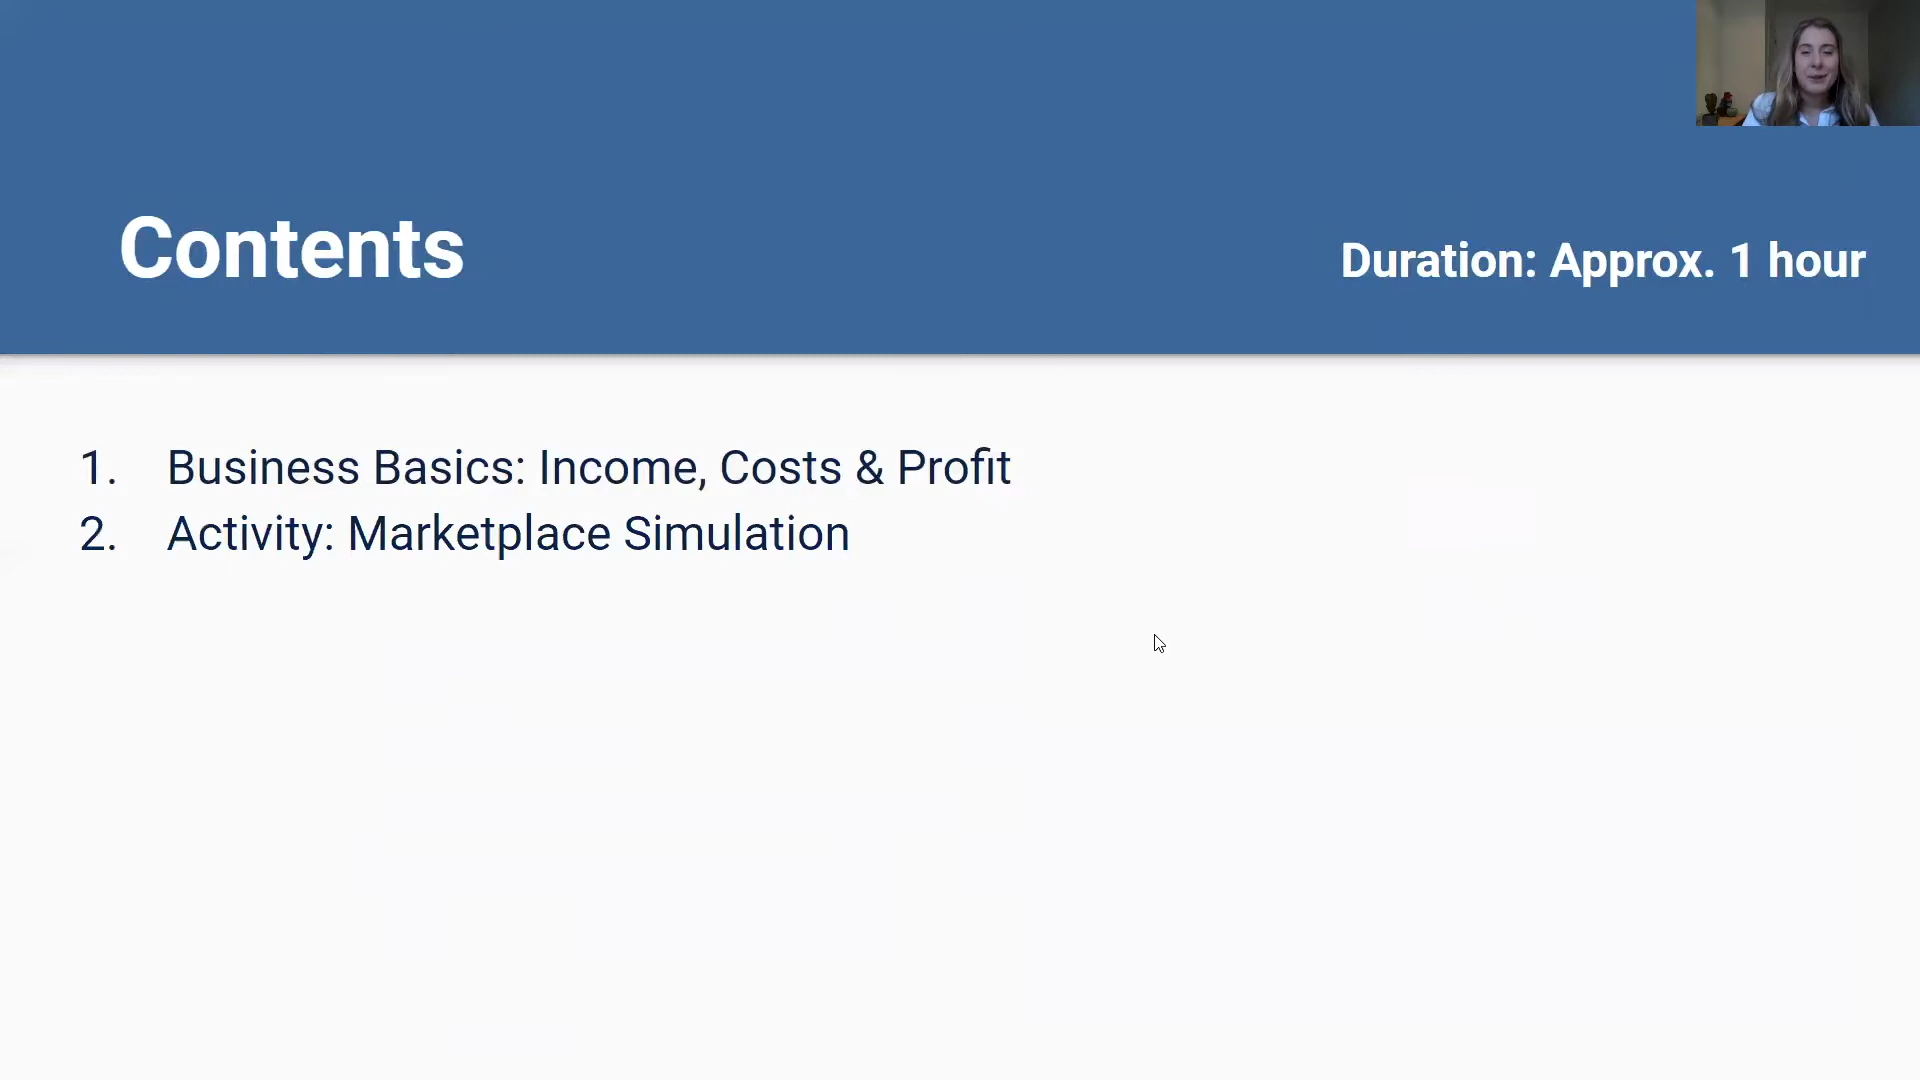 Contents
Duration: Approx. 1 hour
1. Business Basics: Income, Costs & Profit
2. Activity: Marketplace Simulation